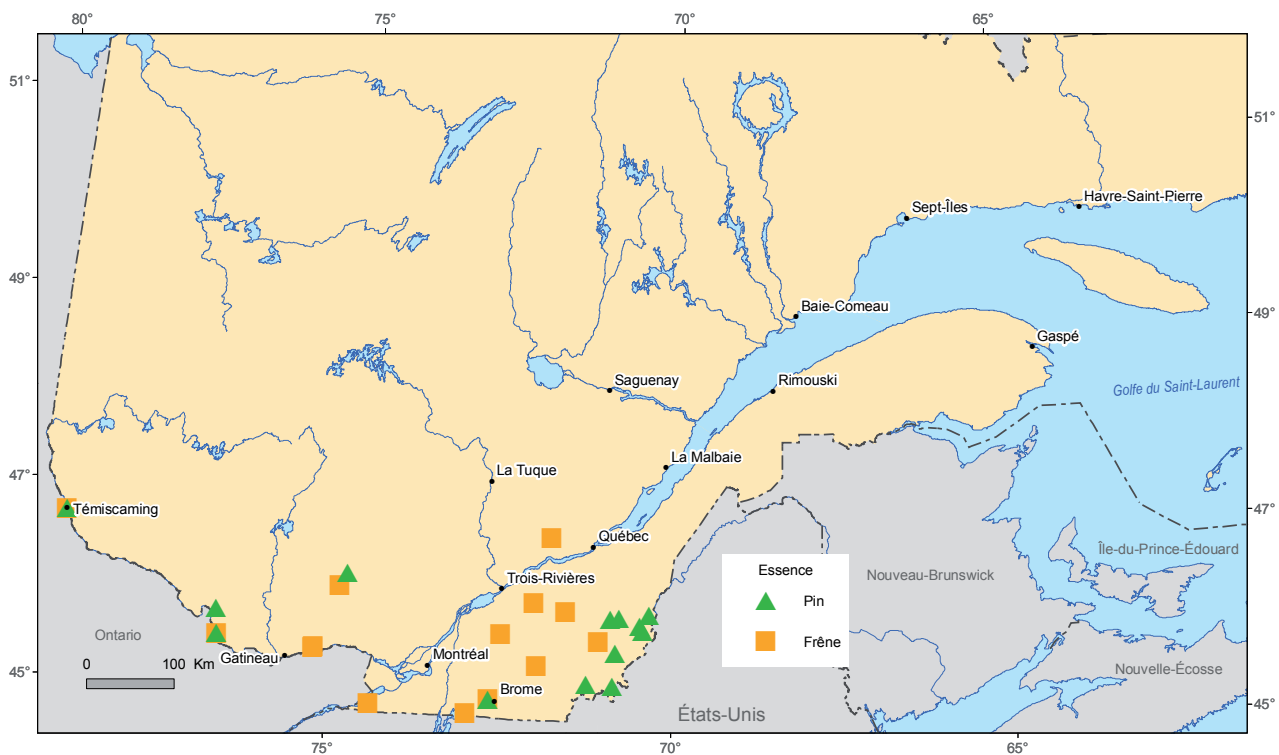 80° 75° 70° 65°
51°
51°
Havre-Saint-Pierre
Sept-Îles
49°
Baie-Comeau
49°
Gaspé
Saguenay
Rimouski
Golfe du Saint-Laurent
La Malbaie
47°
La Tuque
Témiscaming
47°
Québec
Île-du-Prince-Édouard
Essence
Trois-Rivières
Nouveau-Brunswick
Pin
Ontario
Frêne
Gatineau
Montréal
0 100 Km
Nouvelle-Écosse
45°
Brome
45°
États-Unis
75° 70° 65°